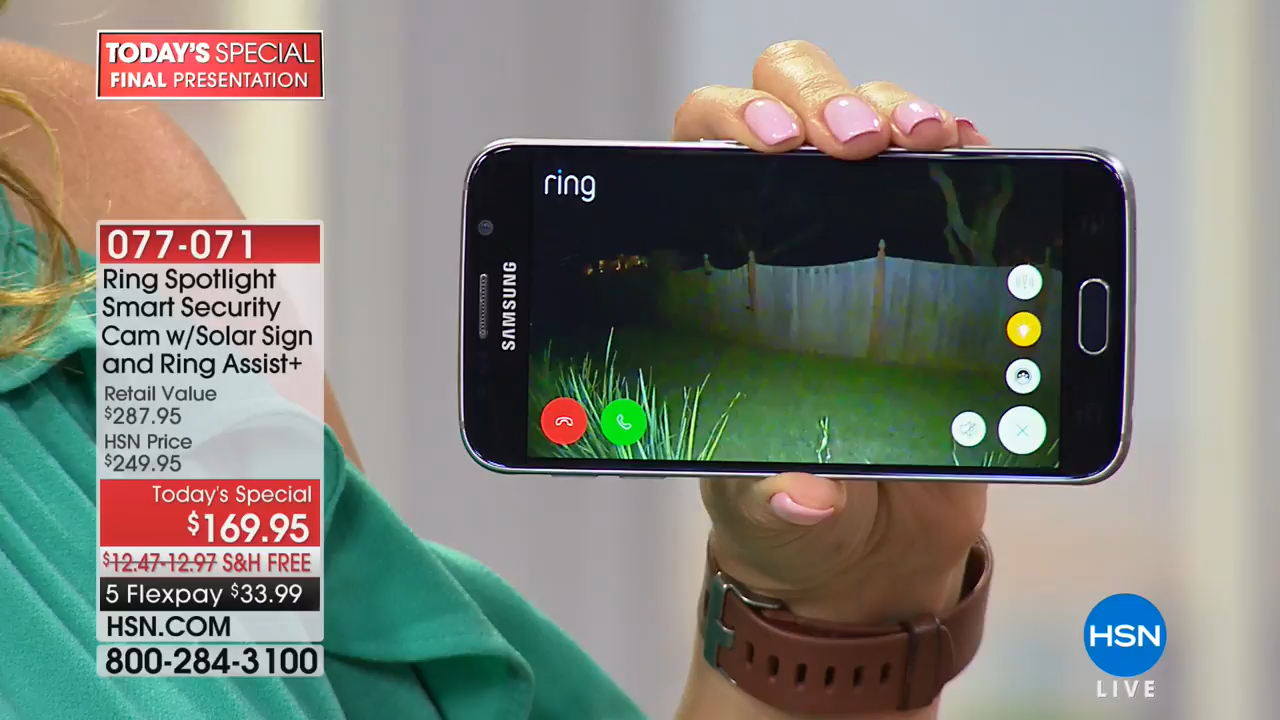 TODAY'S SPECIAL
FINAL PRESENTATION
077-071
Ring Spotlight
Smart Security
Cam w/Solar Sign
and Ring Assist+
Retail Value
$287.95
HSN Price
$249.95
Today's Special
$169.95
$12.47-12.97 S&H FREE
5 Flexpay $33.99
HSN.COM
800-284-3100
ring
SAMSUNG
HSN
LIVE